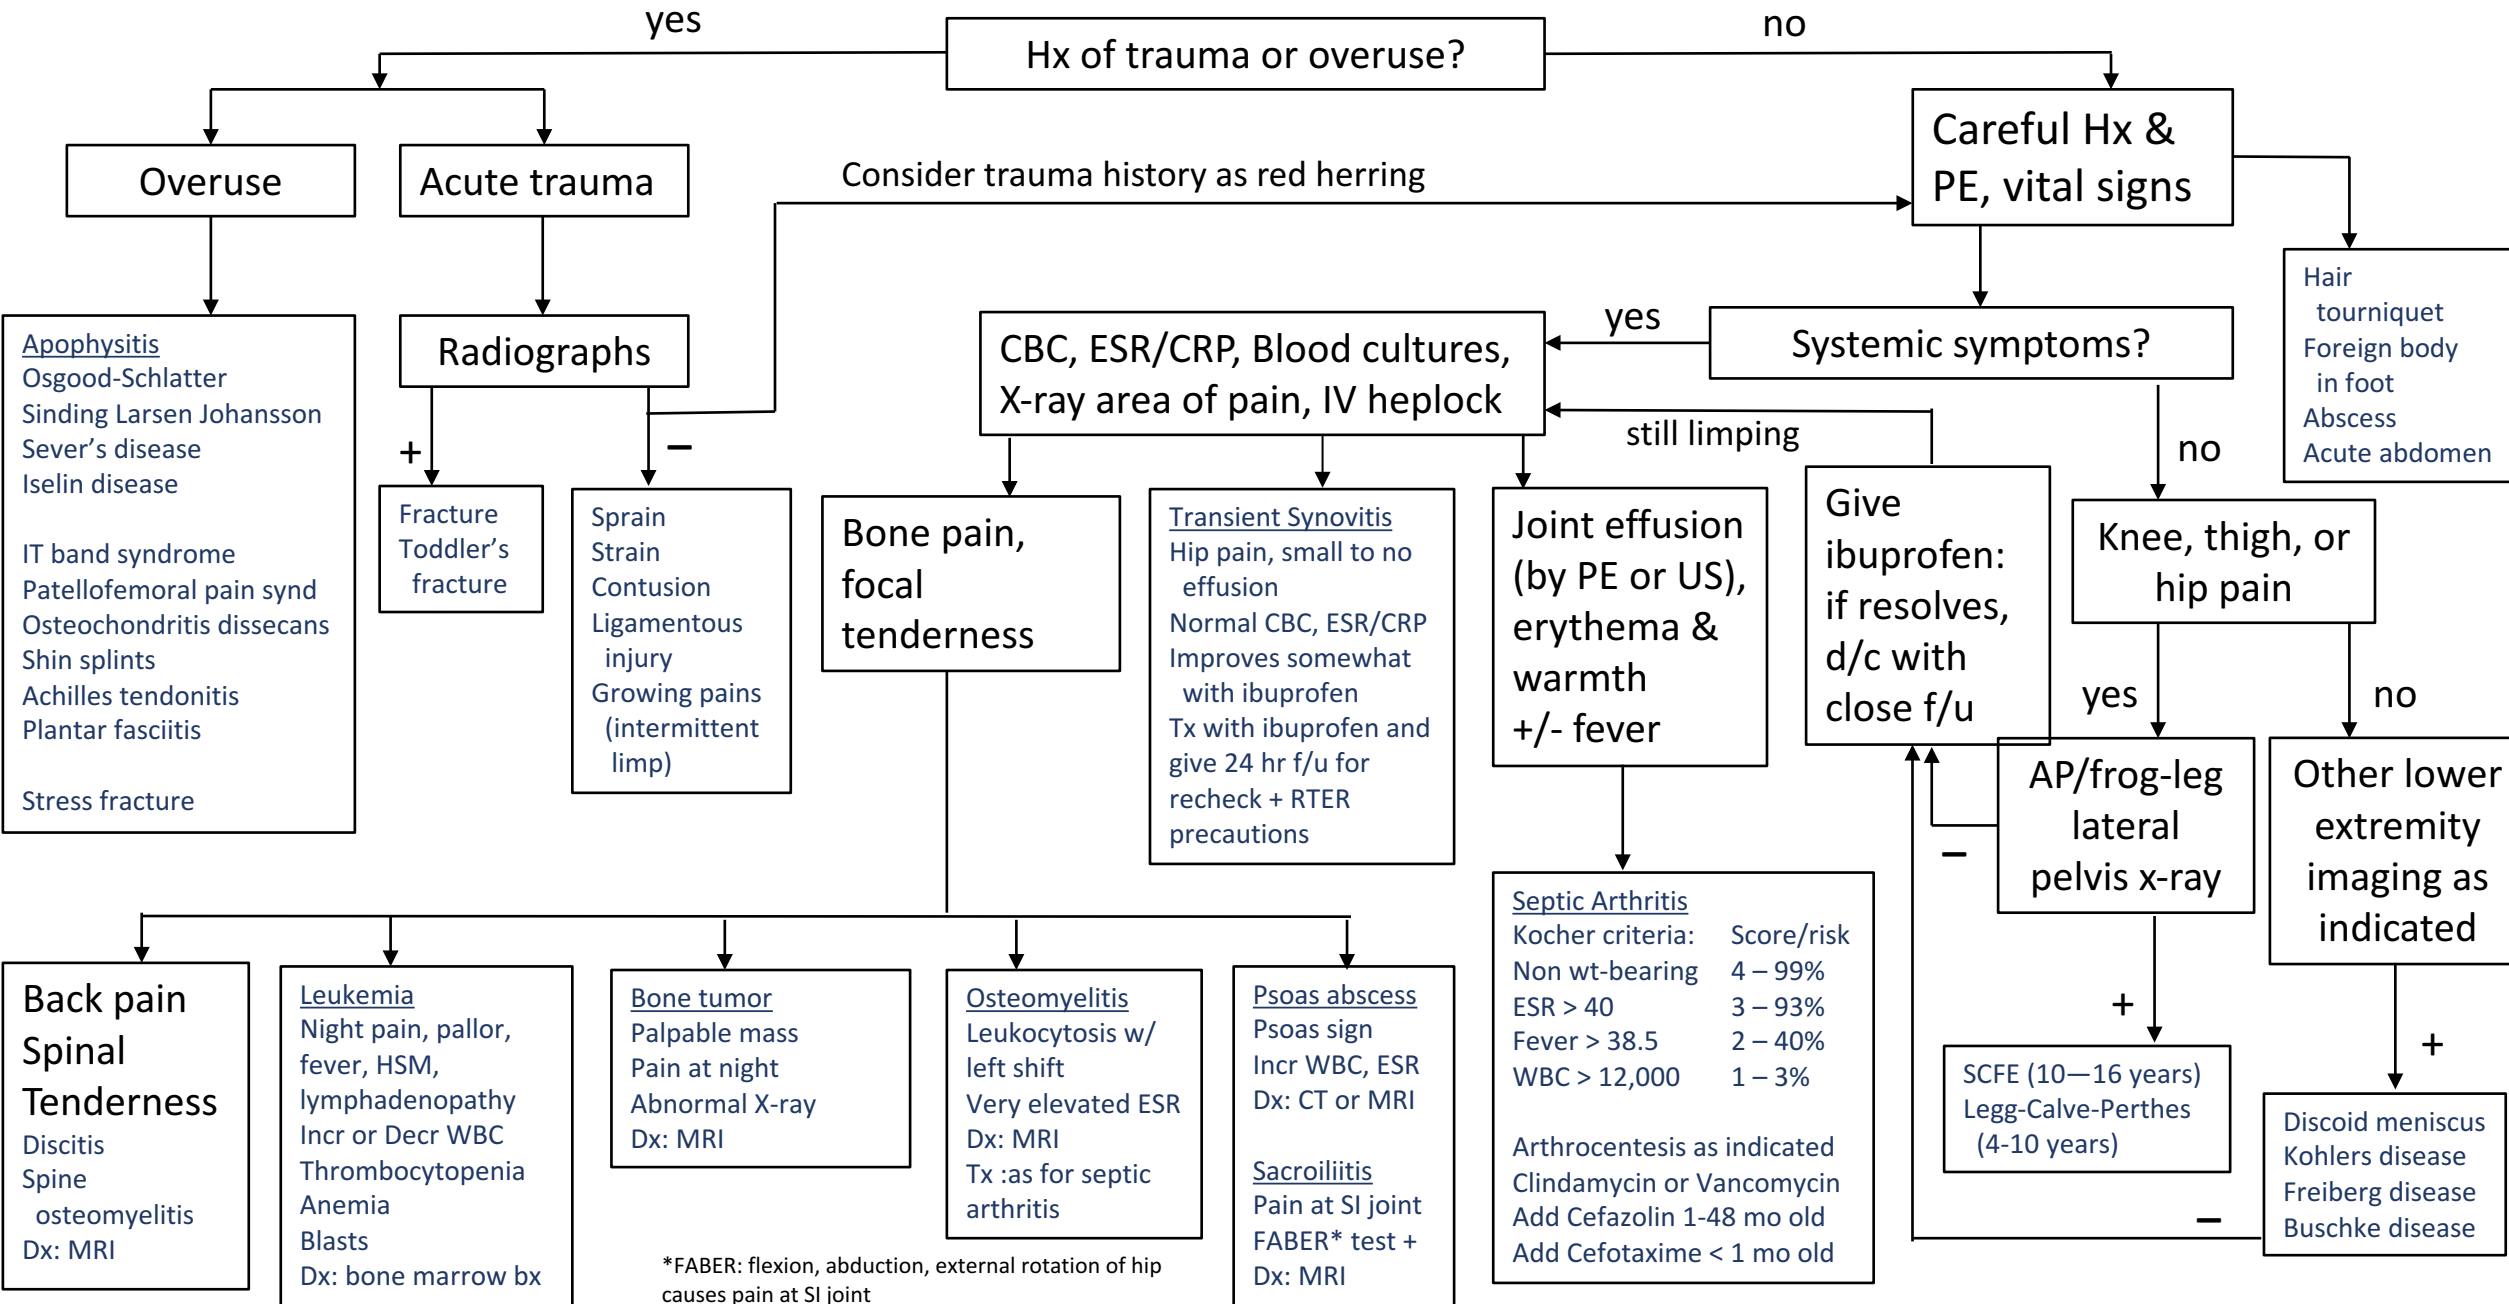 yes
Hx of trauma or overuse?
no
Overuse
Acute trauma
Consider trauma history as red herring
Careful Hx &
PE, vital signs
Hair
tourniquet
Foreign body
in foot
Abscess
Acute abdomen
Apophysitis
Osgood-Schlatter
Sinding Larsen Johansson
Sever’s disease
Iselin disease
IT band syndrome
Patellofemoral pain synd
Osteochondritis dissecans
Shin splints
Achilles tendonitis
Plantar fasciitis
Stress fracture
Radiographs
+
–
Fracture
Toddler’s
fracture
Sprain
Strain
Contusion
Ligamentous
injury
Growing pains
(intermittent
limp)
CBC, ESR/CRP, Blood cultures,
X-ray area of pain, IV heplock
yes
Systemic symptoms?
still limping
no
Bone pain,
focal
tenderness
Transient Synovitis
Hip pain, small to no
effusion
Normal CBC, ESR/CRP
Improves somewhat
with ibuprofen
Tx with ibuprofen and
give 24 hr f/u for
recheck + RTER
precautions
Joint effusion
(by PE or US),
erythema &
warmth
+/- fever
Give
ibuprofen:
if resolves,
d/c with
close f/u
Knee, thigh, or
hip pain
yes
no
AP/frog-leg
lateral
pelvis x-ray
–
+
Other lower
extremity
imaging as
indicated
+
–
Back pain
Spinal
Tenderness
Discitis
Spine
osteomyelitis
Dx: MRI
Leukemia
Night pain, pallor,
fever, HSM,
lymphadenopathy
Incr or Decr WBC
Thrombocytopenia
Anemia
Blasts
Dx: bone marrow bx
Bone tumor
Palpable mass
Pain at night
Abnormal X-ray
Dx: MRI
Osteomyelitis
Leukocytosis w/
left shift
Very elevated ESR
Dx: MRI
Tx :as for septic
arthritis
Psoas abscess
Psoas sign
Incr WBC, ESR
Dx: CT or MRI
Sacroiliitis
Pain at SI joint
FABER* test +
Dx: MRI
Septic Arthritis
Kocher criteria: Score/risk
Non wt-bearing 4 – 99%
ESR > 40 3 – 93%
Fever > 38.5 2 – 40%
WBC > 12,000 1 – 3%
Arthrocentesis as indicated
Clindamycin or Vancomycin
Add Cefazolin 1-48 mo old
Add Cefotaxime < 1 mo old
SCFE (10—16 years)
Legg-Calve-Perthes
(4-10 years)
Discoid meniscus
Kohlers disease
Freiberg disease
Buschke disease
*FABER: flexion, abduction, external rotation of hip
causes pain at SI joint